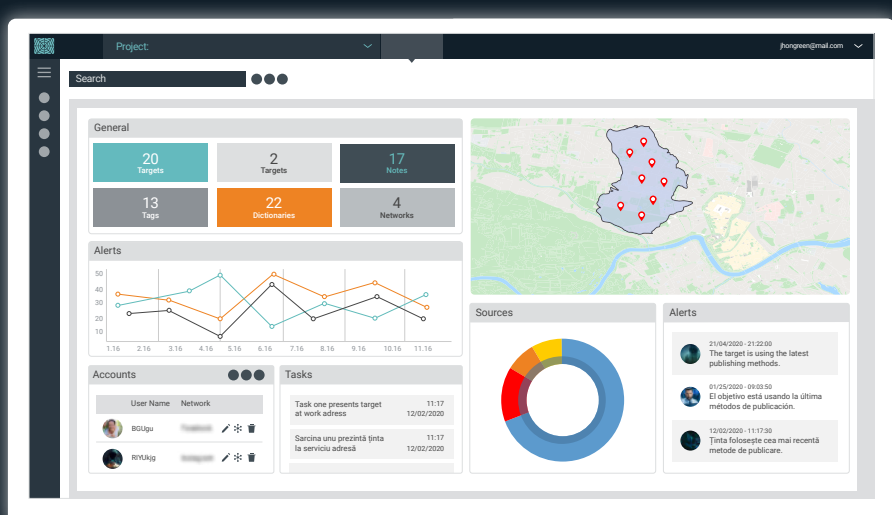 Project:
jhongreen@mail.com
Search
General
20
Targets
2
Targets
17
Notes
13
Tags
22
Dictionaries
4
Networks
Alerts
50
40
30
20
10
1.16 2.16 3.16 4.16 5.16 6.16 7.16 8.16 9.16 10.16 11.16
Accounts
User Name Network
BGUgu
RIYUkjg
Tasks
Task one presents target
at work adress
11:17
12/02/2020
Sarcina unu prezintă ținta
la serviciu adresă
11:17
12/02/2020
Sources
Alerts
21/04/2020 - 21:22:00
The target is using the latest
publishing methods.
01/25/2020 - 09:03:50
El objetivo está usando la última
métodos de publicación.
12/02/2020 - 11:17:30
Ținta folosește cea mai recentă
metode de publicare.